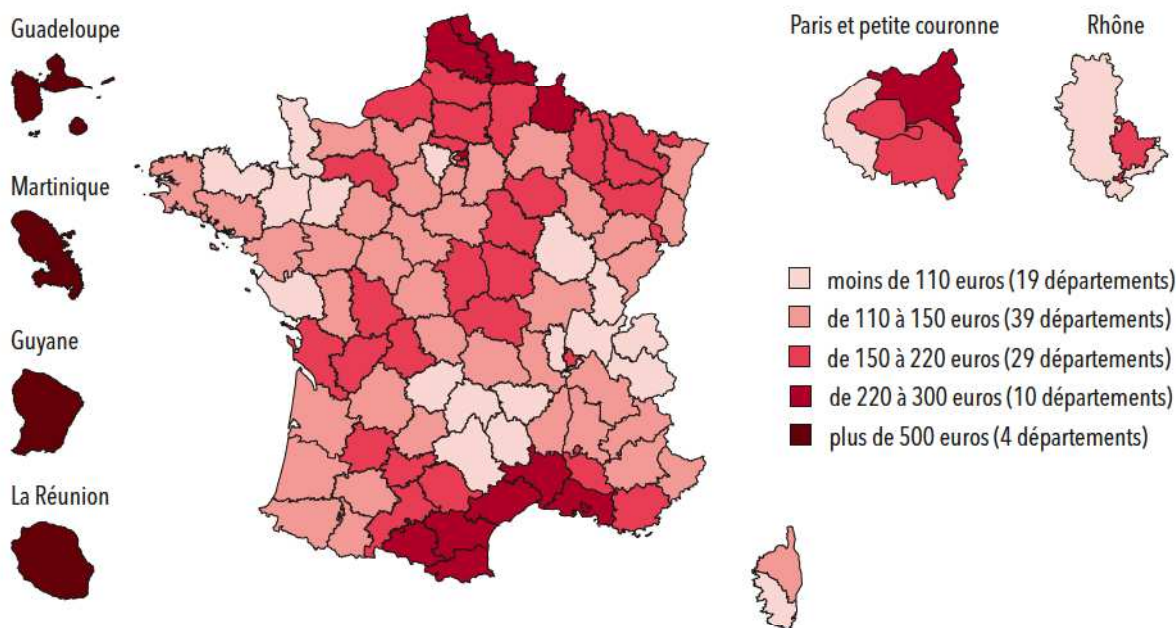 Guadeloupe
Martinique
Guyane
La Réunion
Paris et petite couronne
Rhône
moins de 110 euros (19 départements)
de 110 à 150 euros (39 départements)
de 150 à 220 euros (29 départements)
de 220 à 300 euros (10 départements)
plus de 500 euros (4 départements)